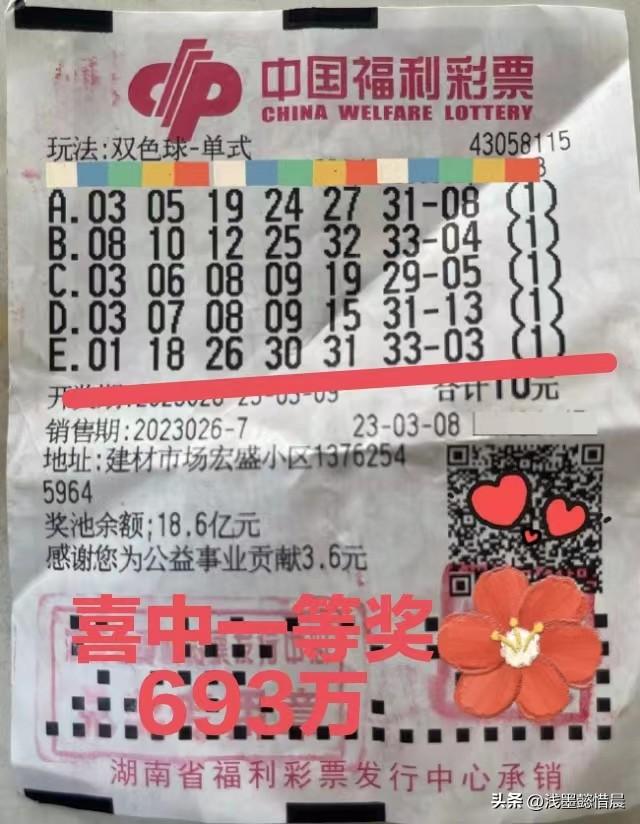 中国福利彩票
CHINA WELFARE LOTTERY
玩法:双色球-单式
43058115
A.03 05 19 24 27 31-08 (1)
B.08 10 12 25 32 33-04 (1)
C.03 06 08 09 19 29-05 (1)
D.03 07 08 09 15 31-13 (1)
E.01 18 26 30 31 33-03 (1)
开奖期:2023026 23-03-09 合计10元
销售期:2023026-7 23-03-08
地址:建材市场宏盛小区1376254
5964
奖池余额;18.6亿元
感谢您为公益事业贡献3.6元
喜中一等奖
693万
湖南省福利彩票发行中心承销
头条 @浅墨懿惜晨